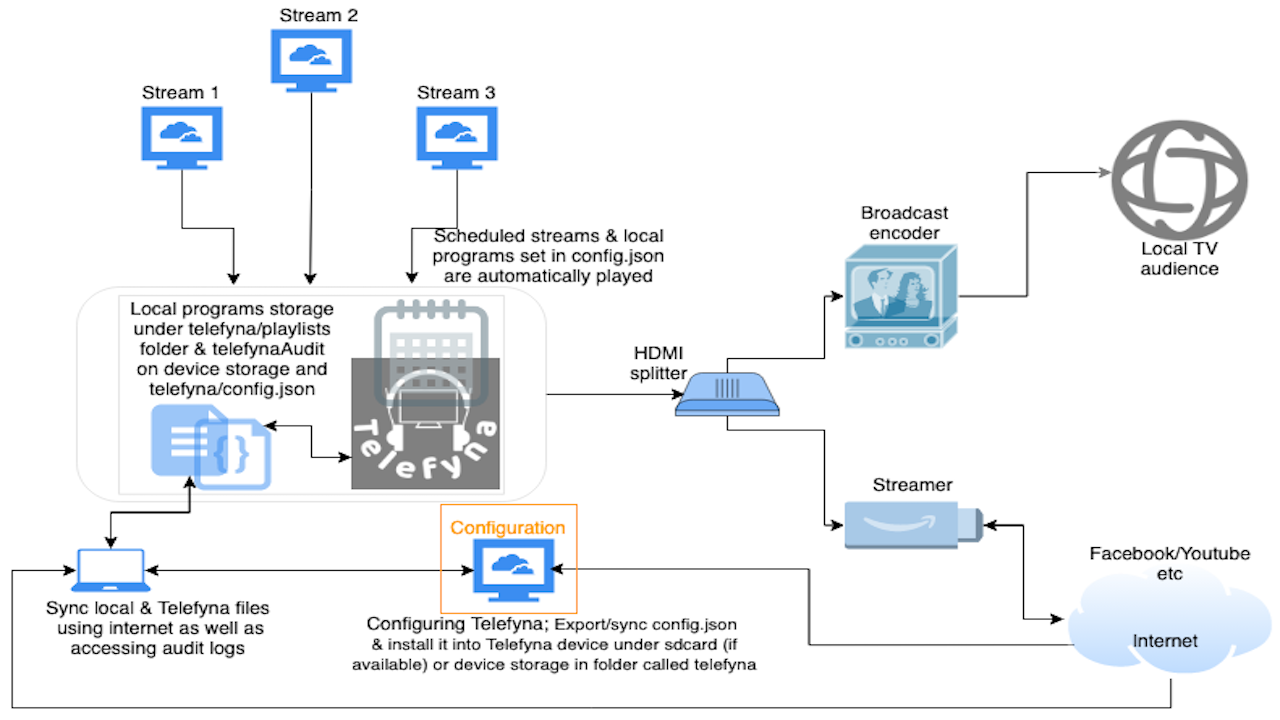 Stream 2
Stream 1
Stream 3
Scheduled streams & local
programs set in config.json
are automatically played
Broadcast
encoder
Local TV
audience
Local programs storage
under telefyna/playlists
folder & telefynaAudit
on device storage and
telefyna/config.json
{}
Telefyna
HDMI
splitter
Streamer
Configuration
Facebook/Youtube
etc
Internet
Sync local & Telefyna files
using internet as well as
accessing audit logs
Configuring Telefyna; Export/sync config.json
& install it into Telefyna device under sdcard (if
available) or device storage in folder called telefyna